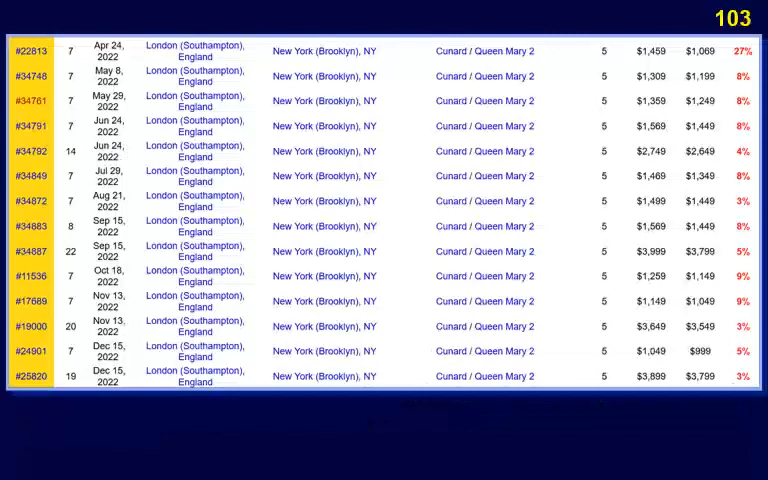 103
#22813 7 Apr 24, 2022 London (Southampton), England New York (Brooklyn), NY Cunard / Queen Mary 2 5 $1,459 $1,069 27%
#34748 7 May 8, 2022 London (Southampton), England New York (Brooklyn), NY Cunard / Queen Mary 2 5 $1,309 $1,199 8%
#34761 7 May 29, 2022 London (Southampton), England New York (Brooklyn), NY Cunard / Queen Mary 2 5 $1,359 $1,249 8%
#34791 7 Jun 24, 2022 London (Southampton), England New York (Brooklyn), NY Cunard / Queen Mary 2 5 $1,569 $1,449 8%
#34792 14 Jun 24, 2022 London (Southampton), England New York (Brooklyn), NY Cunard / Queen Mary 2 5 $2,749 $2,649 4%
#34849 7 Jul 29, 2022 London (Southampton), England New York (Brooklyn), NY Cunard / Queen Mary 2 5 $1,469 $1,349 8%
#34872 7 Aug 21, 2022 London (Southampton), England New York (Brooklyn), NY Cunard / Queen Mary 2 5 $1,499 $1,449 3%
#34883 8 Sep 15, 2022 London (Southampton), England New York (Brooklyn), NY Cunard / Queen Mary 2 5 $1,569 $1,449 8%
#34887 22 Sep 15, 2022 London (Southampton), England New York (Brooklyn), NY Cunard / Queen Mary 2 5 $3,999 $3,799 5%
#11536 7 Oct 18, 2022 London (Southampton), England New York (Brooklyn), NY Cunard / Queen Mary 2 5 $1,259 $1,149 9%
#17689 7 Nov 13, 2022 London (Southampton), England New York (Brooklyn), NY Cunard / Queen Mary 2 5 $1,149 $1,049 9%
#19000 20 Nov 13, 2022 London (Southampton), England New York (Brooklyn), NY Cunard / Queen Mary 2 5 $3,649 $3,549 3%
#24901 7 Dec 15, 2022 London (Southampton), England New York (Brooklyn), NY Cunard / Queen Mary 2 5 $1,049 $999 5%
#25820 19 Dec 15, 2022 London (Southampton), England New York (Brooklyn), NY Cunard / Queen Mary 2 5 $3,899 $3,799 3%